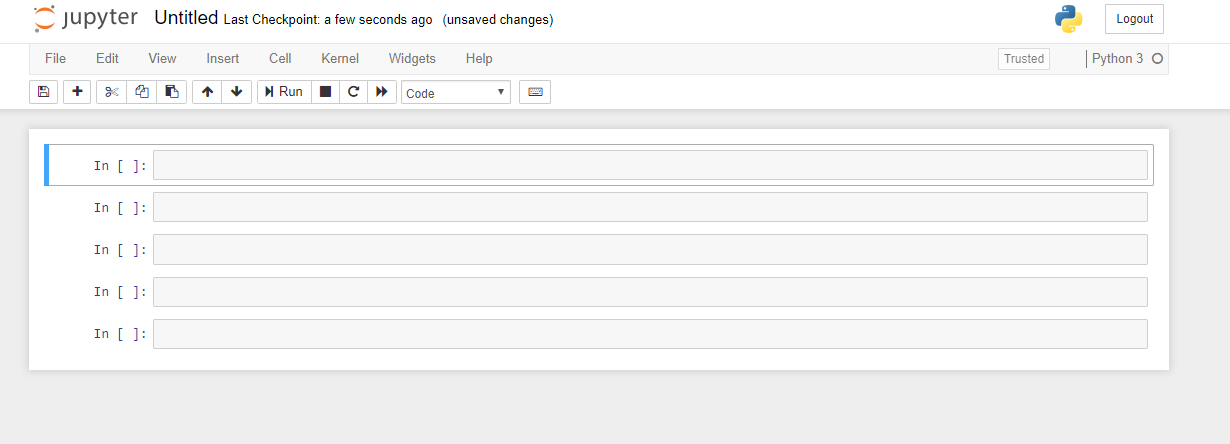 jupyter Untitled Last Checkpoint: a few seconds ago (unsaved changes) Logout
File Edit View Insert Cell Kernel Widgets Help Trusted Python 3
Run Code
In [ ]:
In [ ]:
In [ ]:
In [ ]:
In [ ]: